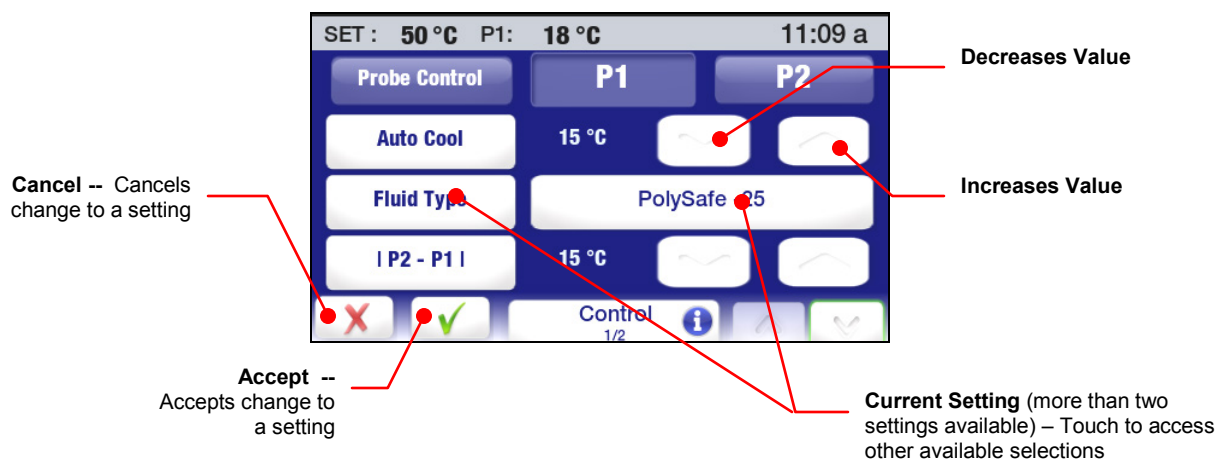 SET : 50 °C P1: 18 °C 11:09 a
Probe Control P1 P2
Auto Cool 15 °C
Fluid Type
I P2 - P1 I 15 °C
Control
1/2
Decreases Value
Increases Value
Cancel -- Cancels
change to a setting
Accept --
Accepts change to
a setting
Current Setting (more than two
settings available) – Touch to access
other available selections
PolySafe 25